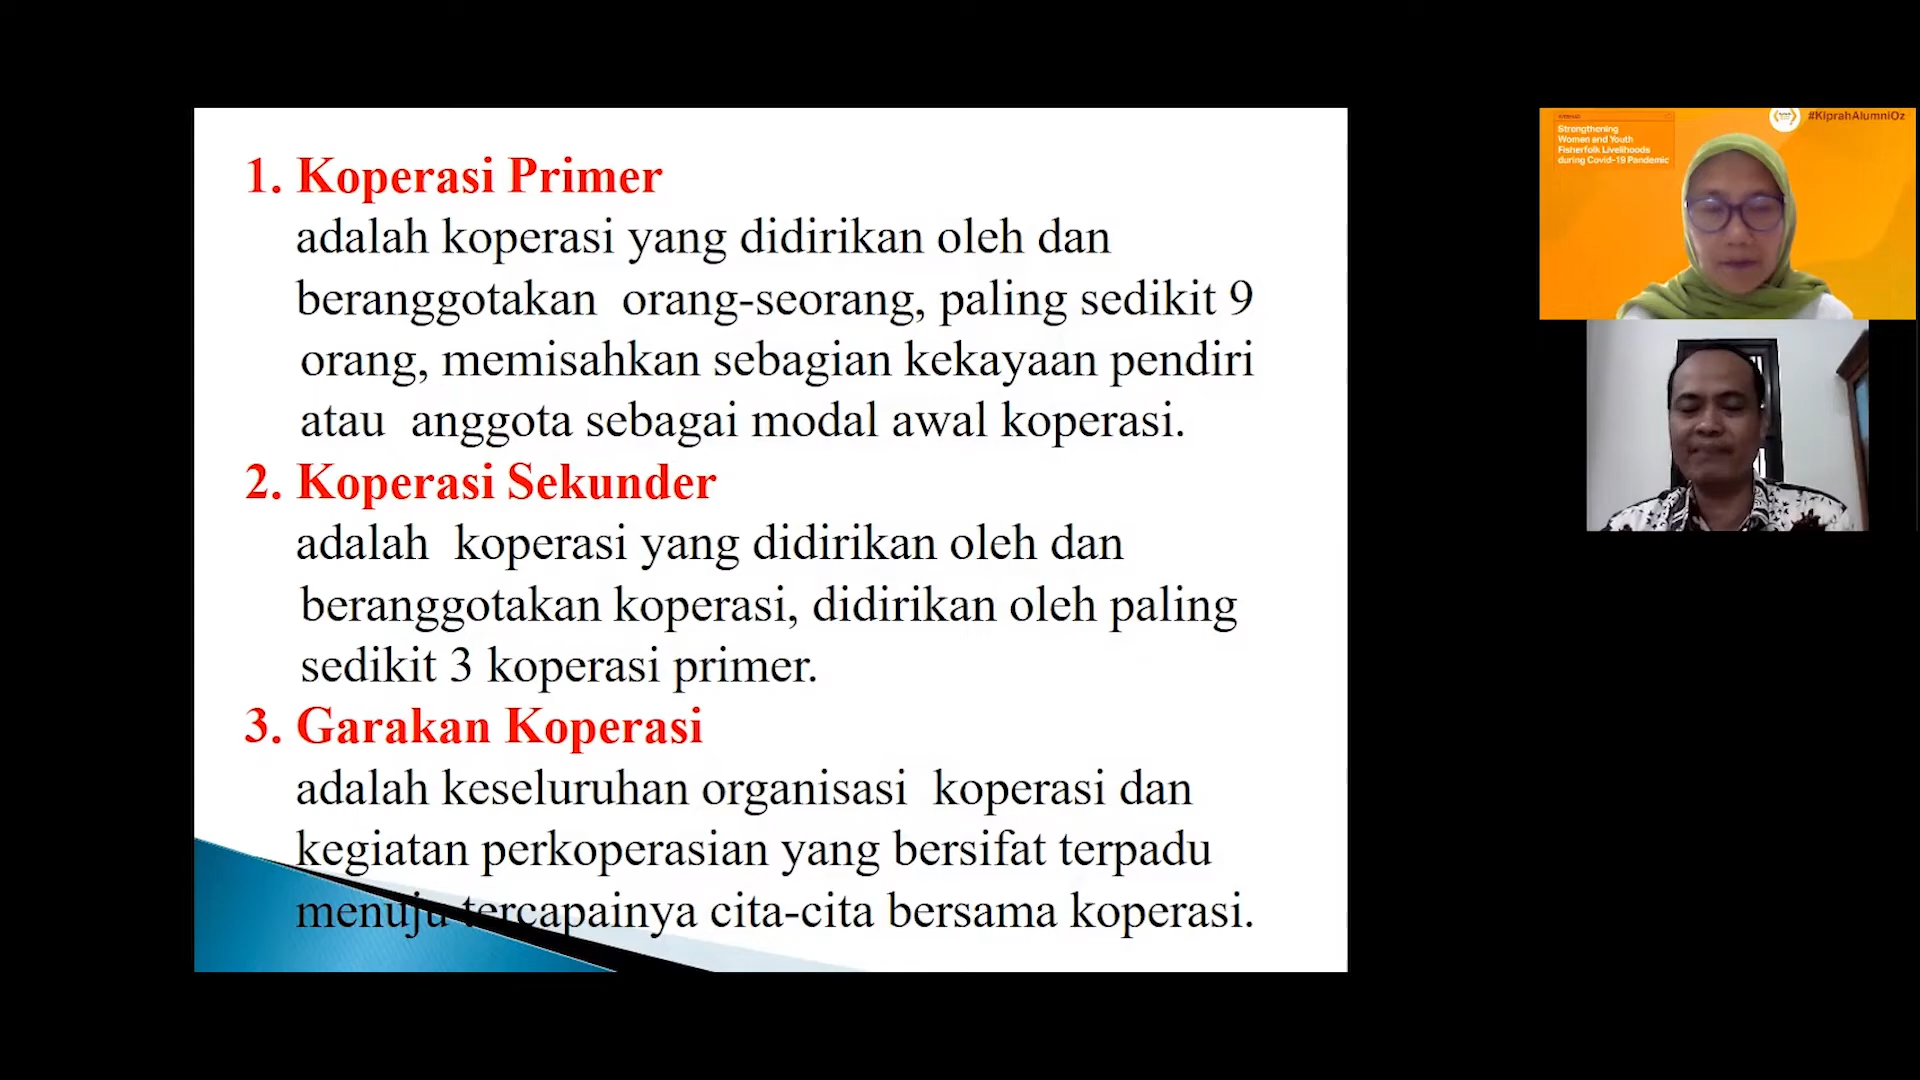 1. Koperasi Primer
adalah koperasi yang didirikan oleh dan
beranggotakan orang-seorang, paling sedikit 9
orang, memisahkan sebagian kekayaan pendiri
atau anggota sebagai modal awal koperasi.
2. Koperasi Sekunder
adalah koperasi yang didirikan oleh dan
beranggotakan koperasi, didirikan oleh paling
sedikit 3 koperasi primer.
3. Garakan Koperasi
adalah keseluruhan organisasi koperasi dan
kegiatan perkoperasian yang bersifat terpadu
menuju tercapainya cita-cita bersama koperasi.
#KiprahAlumniOz
Strengthening
Women and Youth
Fisherfolk Livelihoods
during Covid-19 Pandemic